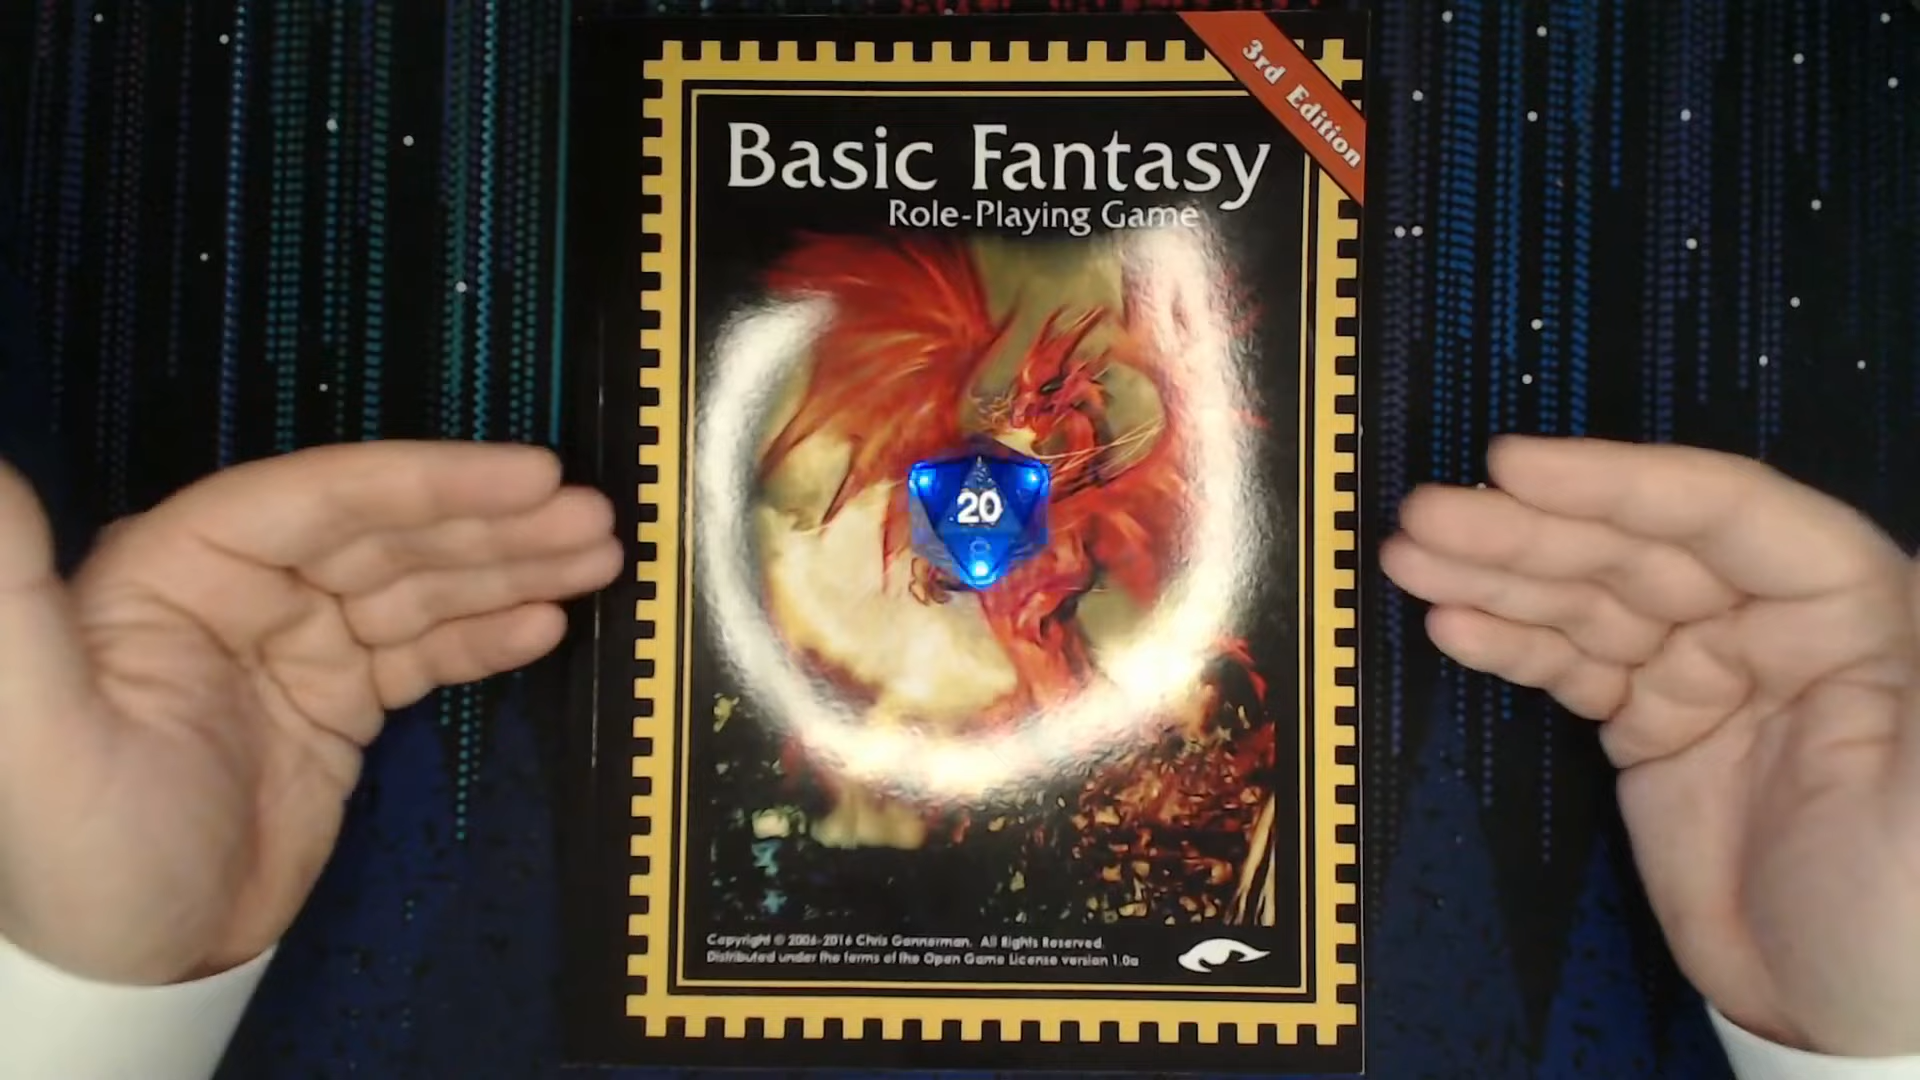 3rd Edition
Basic Fantasy
Role-Playing Game
20
8
Copyright © 2006-2016 Chris Gonnerman. All Rights Reserved.
Distributed under the terms of the Open Game License version 1.0a